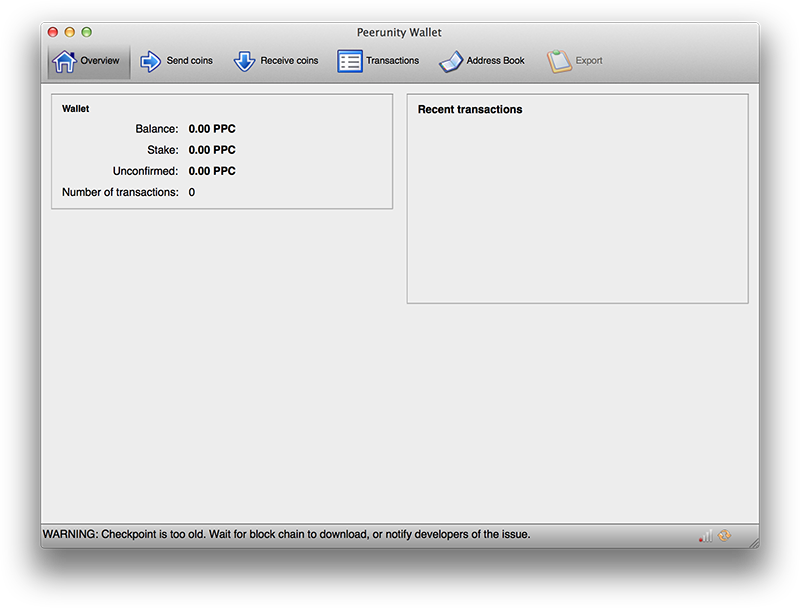 Peerunity Wallet
Overview Send coins Receive coins Transactions Address Book Export
Wallet
Balance: 0.00 PPC
Stake: 0.00 PPC
Unconfirmed: 0.00 PPC
Number of transactions: 0
Recent transactions
WARNING: Checkpoint is too old. Wait for block chain to download, or notify developers of the issue.